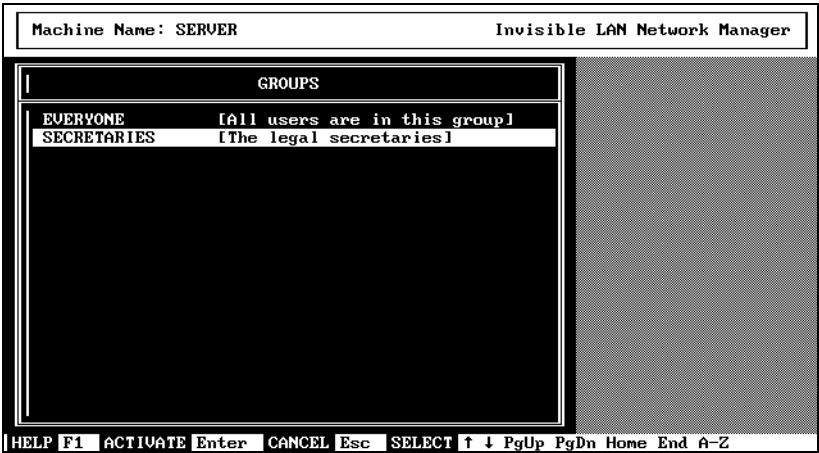 Machine Name: SERVER Invisible LAN Network Manager
GROUPS
EVERYONE [All users are in this group]
SECRETARIES [The legal secretaries]
HELP F1 ACTIVATE Enter CANCEL Esc SELECT ↑ ↓ PgUp PgDn Home End A-Z